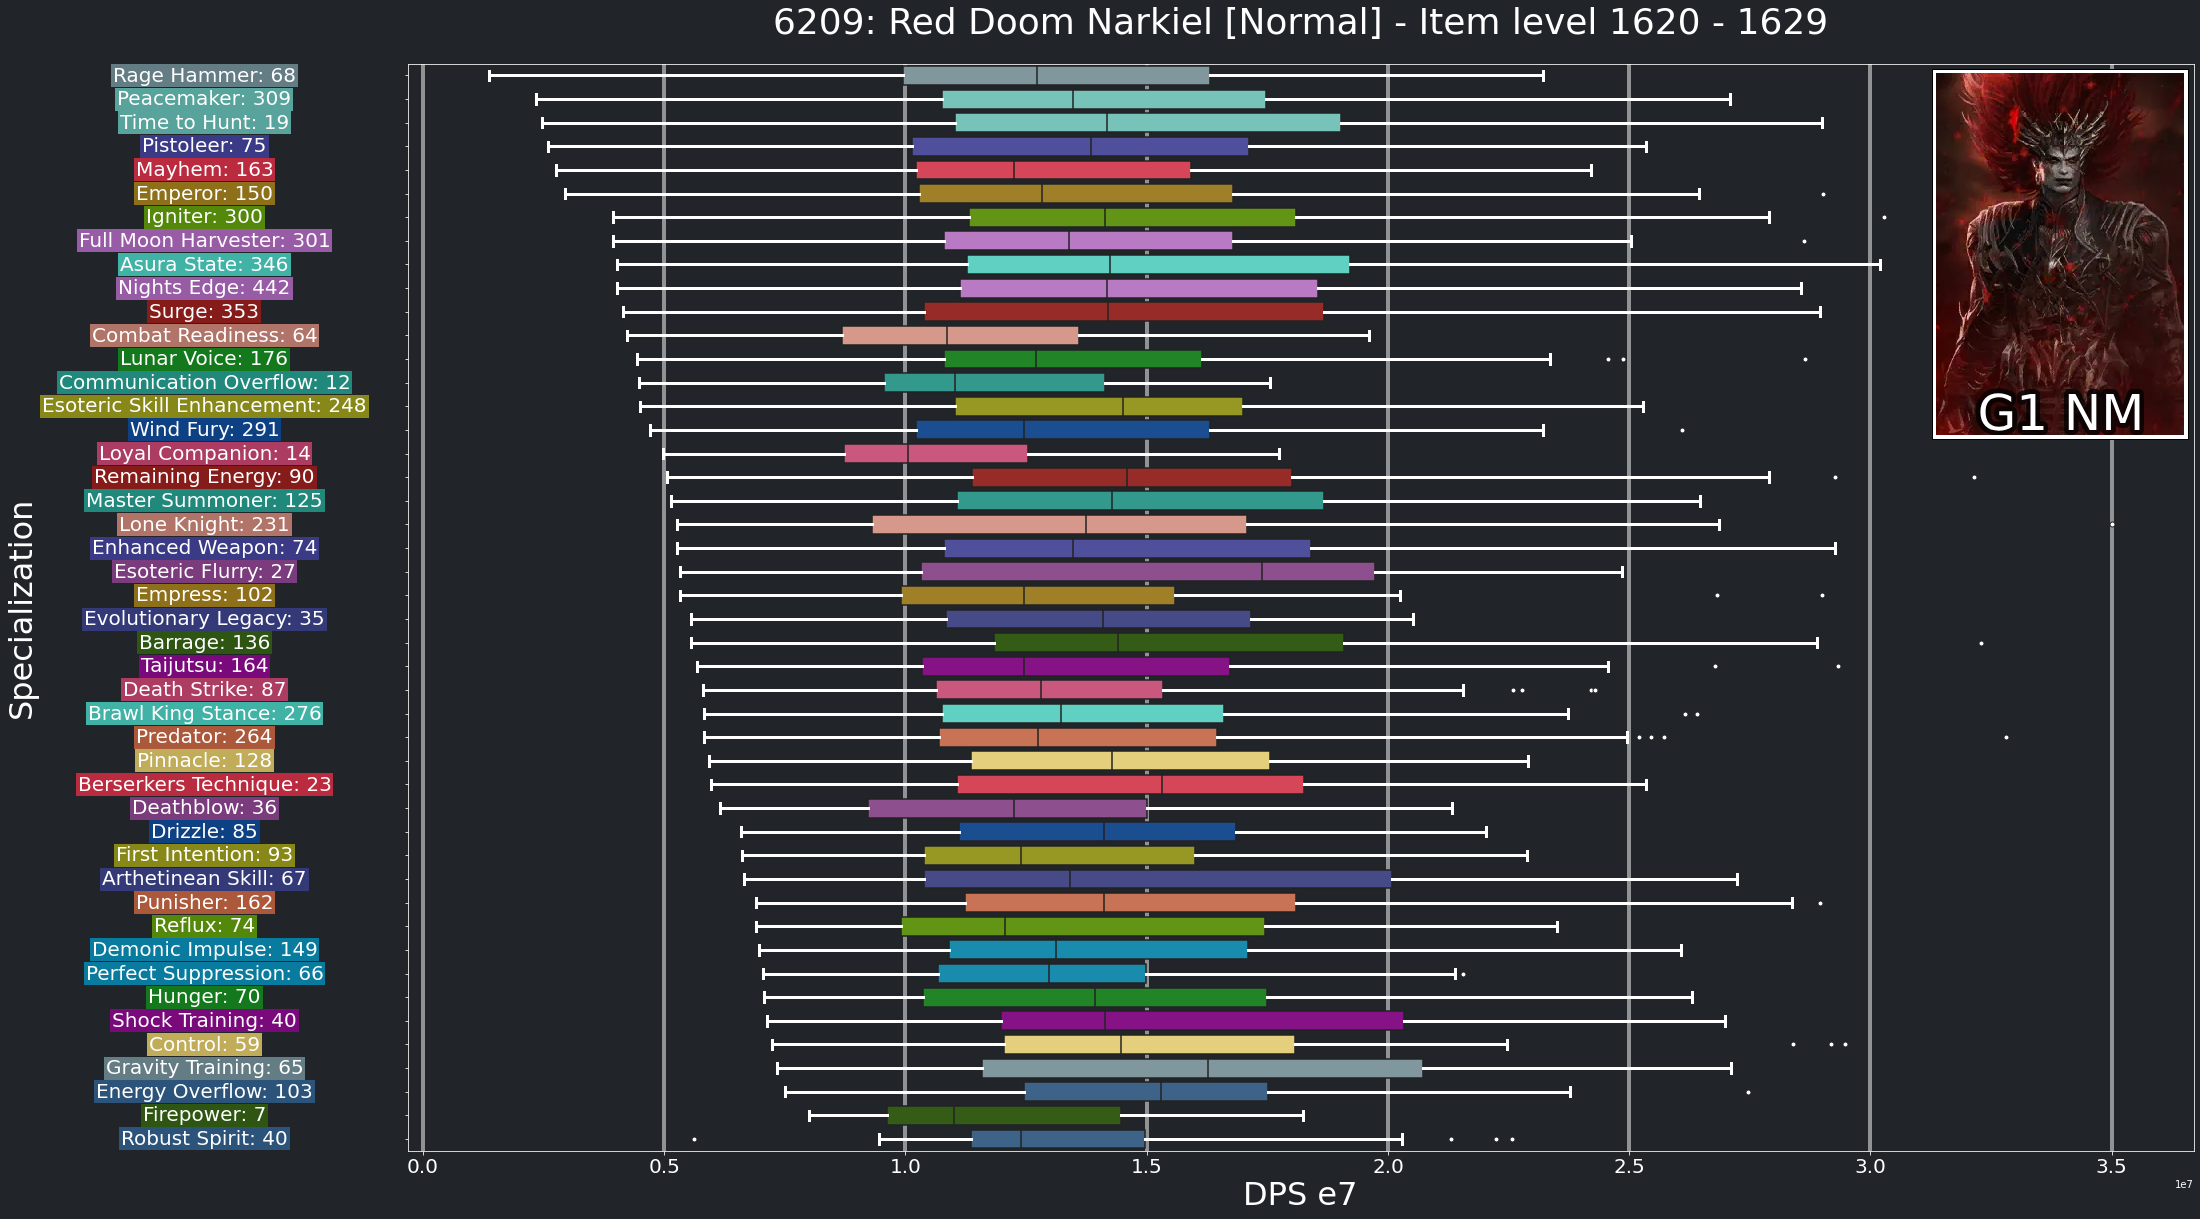 6209: Red Doom Narkiel [Normal] - Item level 1620 - 1629
Specialization
Rage Hammer: 68
Peacemaker: 309
Time to Hunt: 19
Pistoleer: 75
Mayhem: 163
Emperor: 150
Igniter: 300
Full Moon Harvester: 301
Asura State: 346
Nights Edge: 442
Surge: 353
Combat Readiness: 64
Lunar Voice: 176
Communication Overflow: 12
Esoteric Skill Enhancement: 248
Wind Fury: 291
Loyal Companion: 14
Remaining Energy: 90
Master Summoner: 125
Lone Knight: 231
Enhanced Weapon: 74
Esoteric Flurry: 27
Empress: 102
Evolutionary Legacy: 35
Barrage: 136
Taijutsu: 164
Death Strike: 87
Brawl King Stance: 276
Predator: 264
Pinnacle: 128
Berserkers Technique: 23
Deathblow: 36
Drizzle: 85
First Intention: 93
Arthetinean Skill: 67
Punisher: 162
Reflux: 74
Demonic Impulse: 149
Perfect Suppression: 66
Hunger: 70
Shock Training: 40
Control: 59
Gravity Training: 65
Energy Overflow: 103
Firepower: 7
Robust Spirit: 40
G1 NM
0.0 0.5 1.0 1.5 2.0 2.5 3.0 3.5
1e7
DPS e7